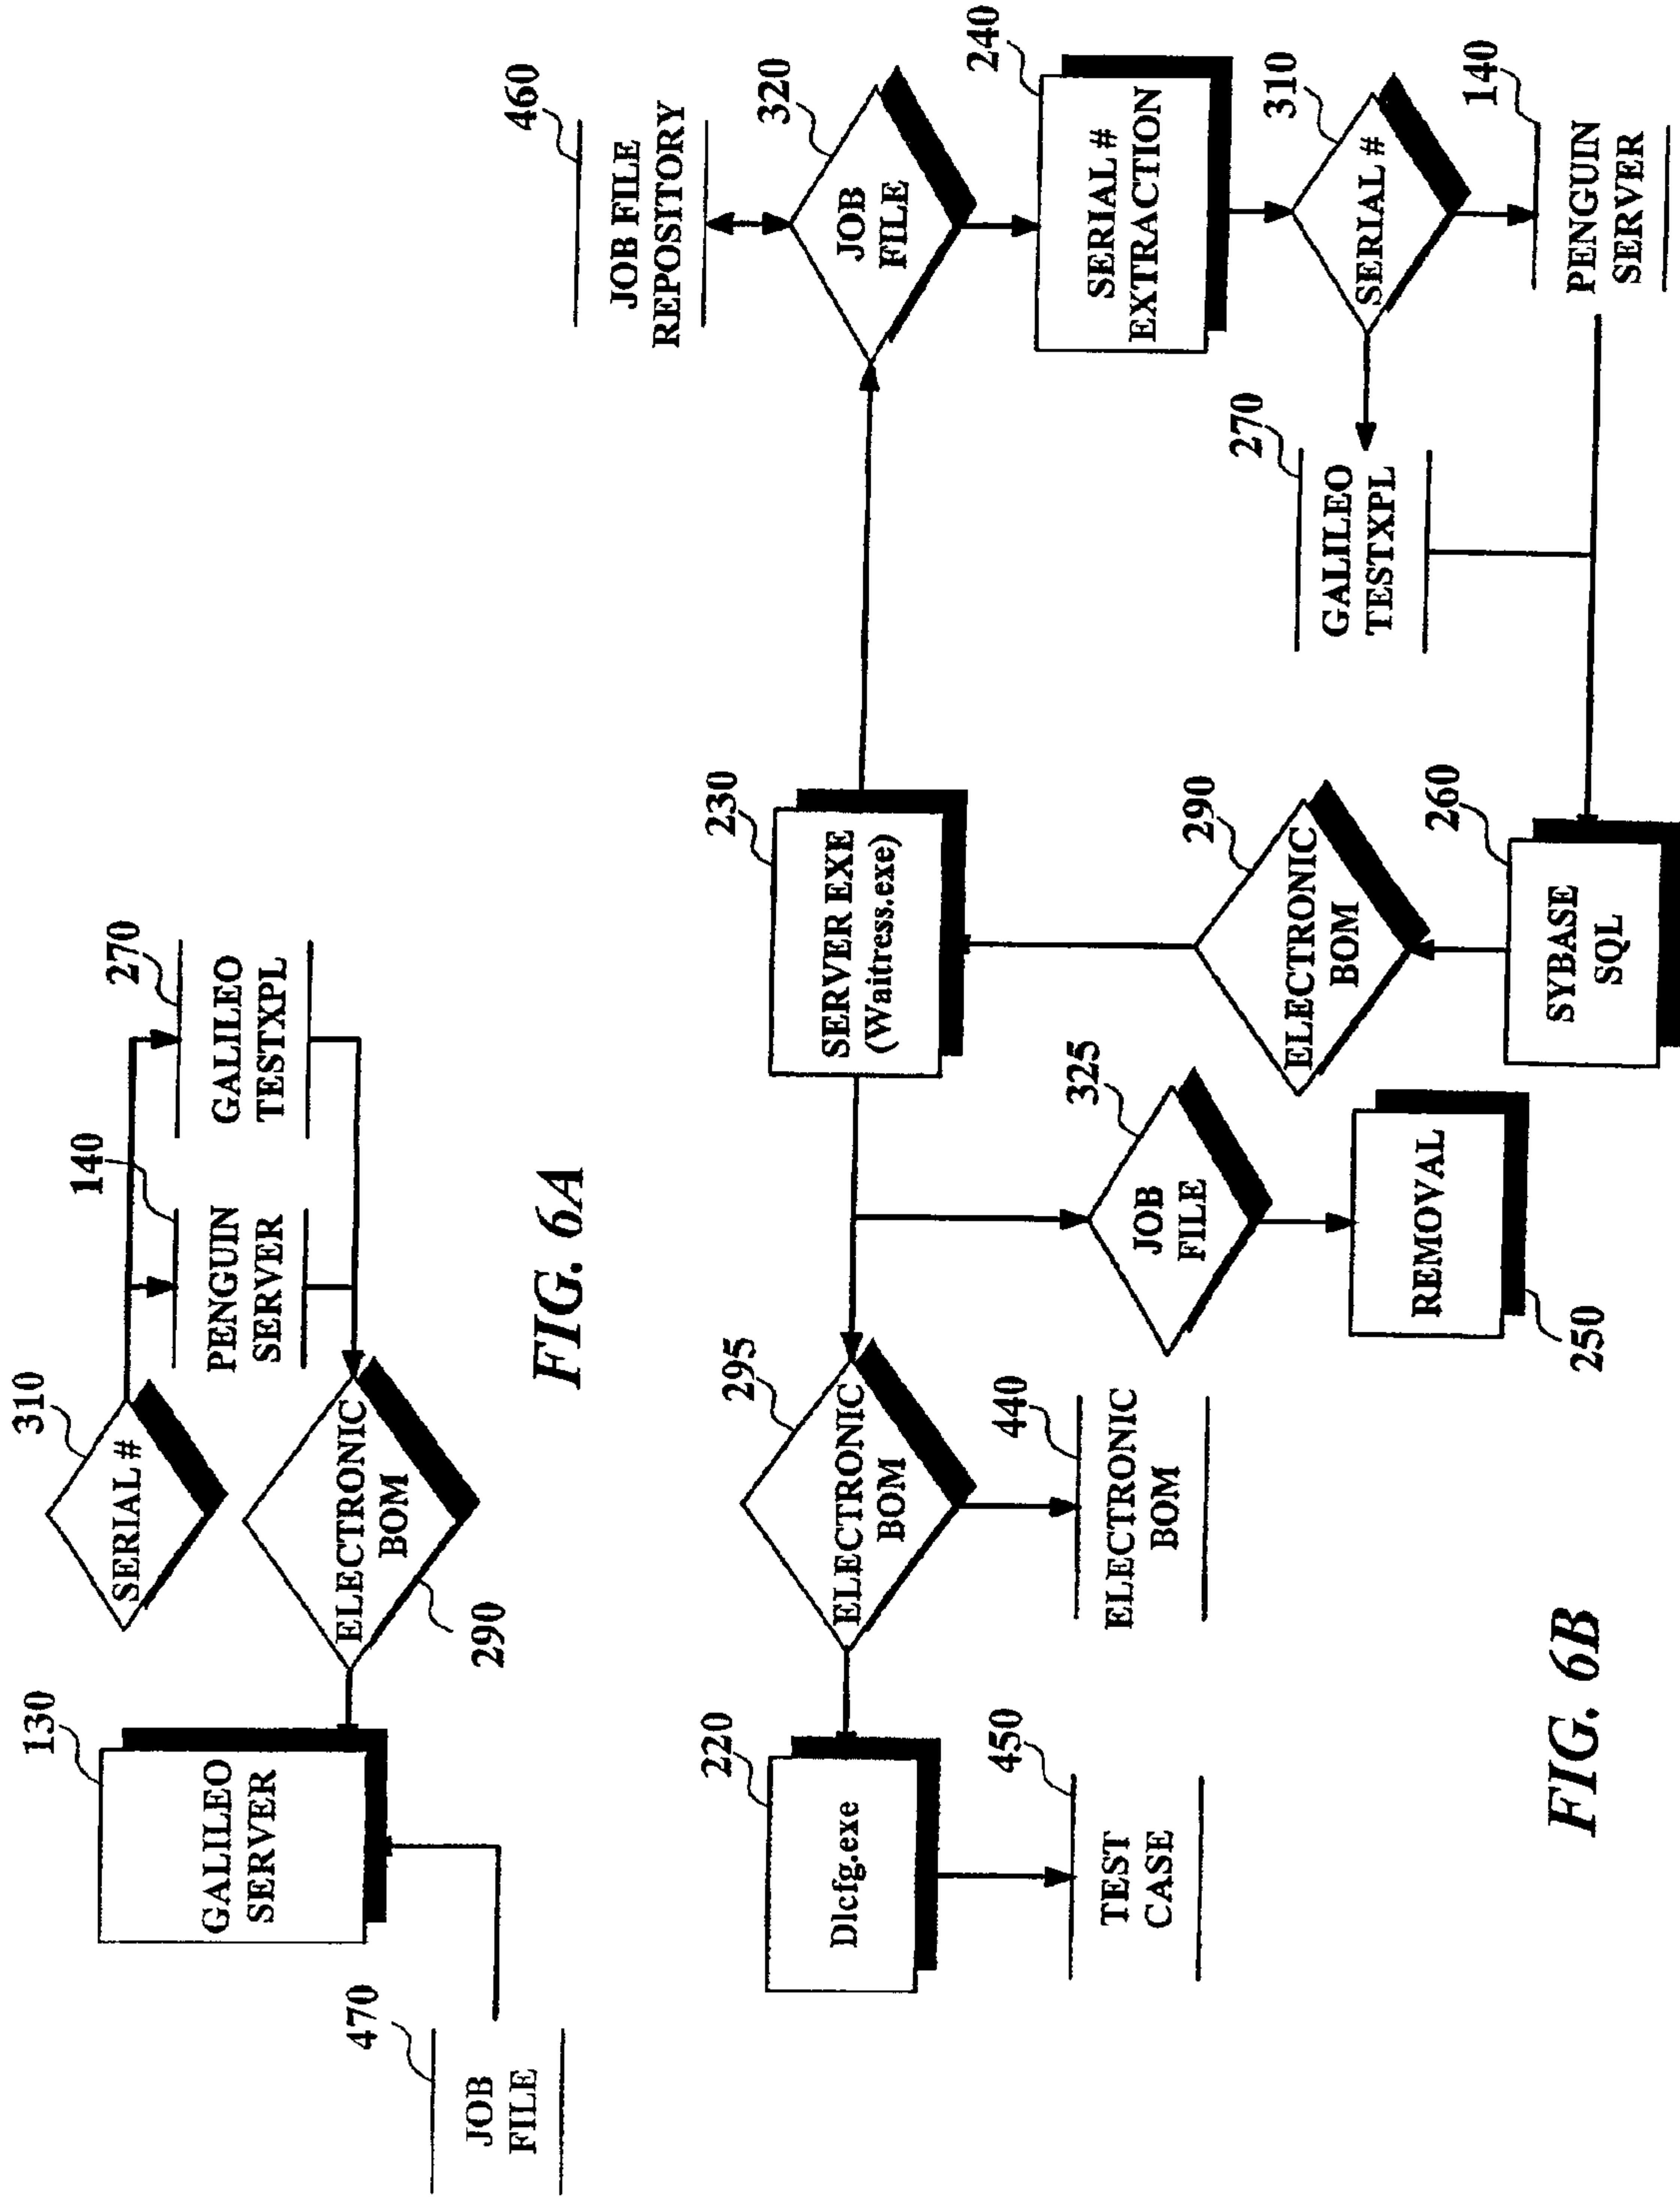 130
GALILEO
SERVER
470
JOB
FILE
310
SERIAL #
ELECTRONIC
BOM
290
140
PENGUIN
SERVER
270
GALILEO
TESTXPL
FIG. 6A
220
Dlcfg.exe
450
TEST
CASE
295
ELECTRONIC
BOM
440
ELECTRONIC
BOM
325
JOB
FILE
REMOVAL
250
230
SERVER EXE
(Waitress.exe)
290
ELECTRONIC
BOM
260
SYBASE
SQL
460
JOB FILE
REPOSITORY
320
JOB
FILE
240
SERIAL #
EXTRACTION
310
SERIAL #
270
GALILEO
TESTXPL
140
PENGUIN
SERVER
FIG. 6B